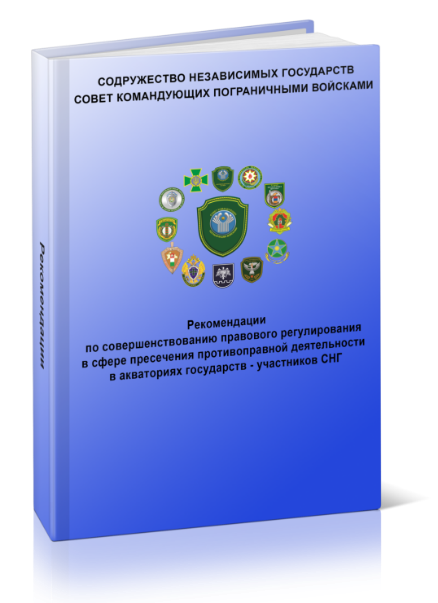 СОДРУЖЕСТВО НЕЗАВИСИМЫХ ГОСУДАРСТВ
СОВЕТ КОМАНДУЮЩИХ ПОГРАНИЧНЫМИ ВОЙСКАМИ
Рекомендации
по совершенствованию правового регулирования
в сфере пресечения противоправной деятельности
в акваториях государств - участников СНГ
Рекомендации